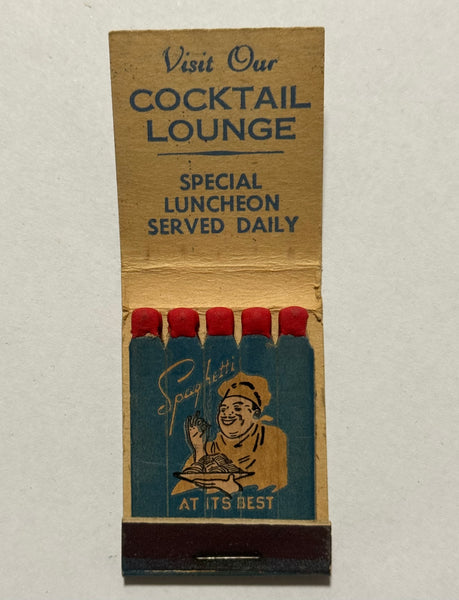 Visit Our
COCKTAIL
LOUNGE
SPECIAL
LUNCHEON
SERVED DAILY
Spaghetti
AT ITS BEST